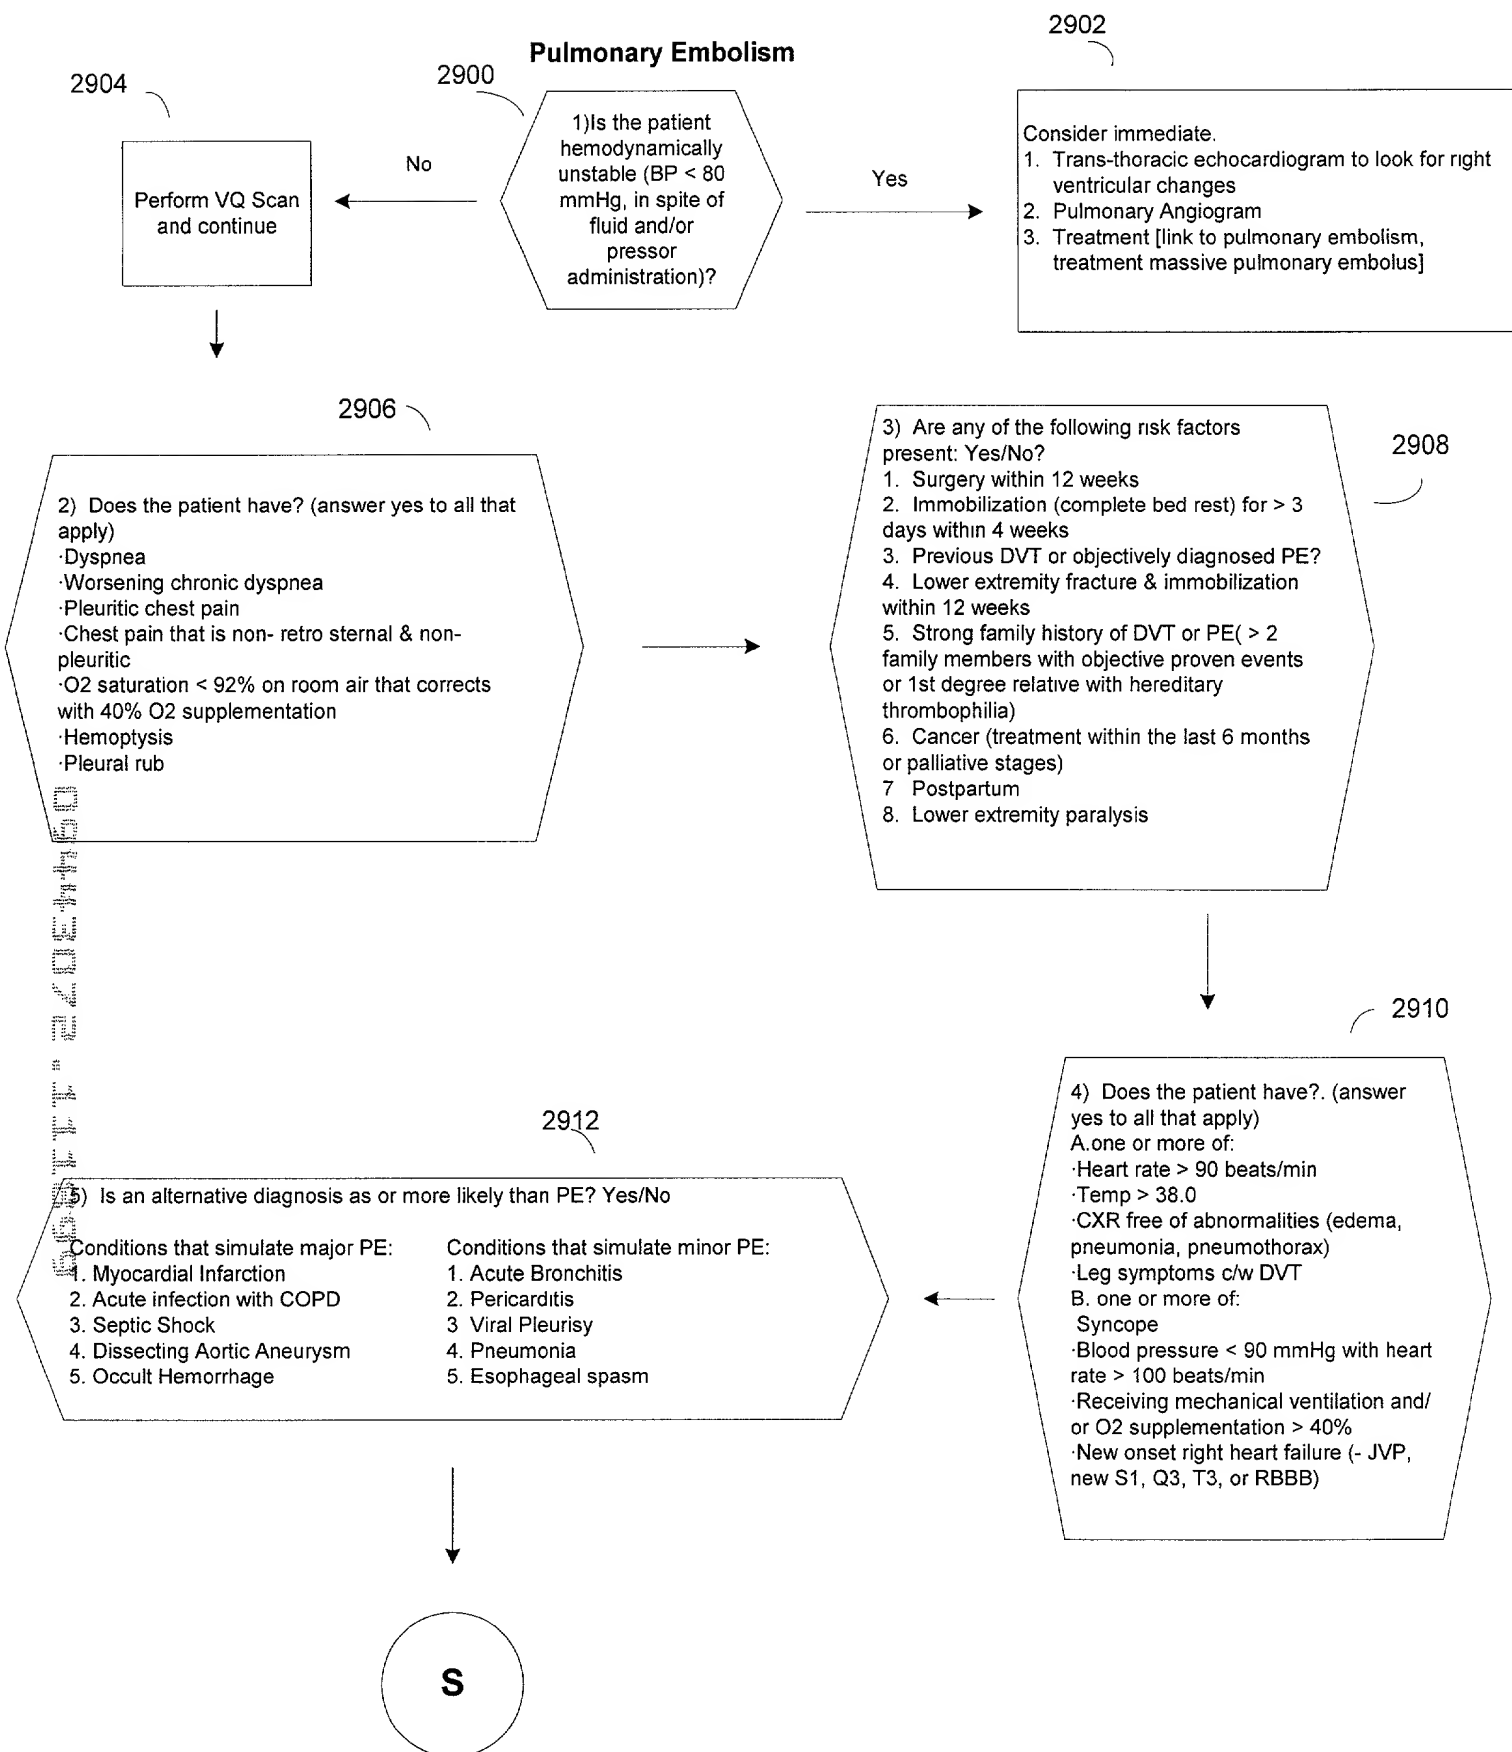 Pulmonary Embolism
2900
2902
2904
1)Is the patient
hemodynamically
unstable (BP < 80
mmHg, in spite of
fluid and/or
pressor
administration)?
No
Yes
Perform VQ Scan
and continue
Consider immediate.
1. Trans-thoracic echocardiogram to look for right
ventricular changes
2. Pulmonary Angiogram
3. Treatment [link to pulmonary embolism,
treatment massive pulmonary embolus]
2906
2) Does the patient have? (answer yes to all that
apply)
·Dyspnea
·Worsening chronic dyspnea
·Pleuritic chest pain
·Chest pain that is non- retro sternal & non-
pleuritic
·O2 saturation < 92% on room air that corrects
with 40% O2 supplementation
·Hemoptysis
·Pleural rub
2908
3) Are any of the following risk factors
present: Yes/No?
1. Surgery within 12 weeks
2. Immobilization (complete bed rest) for > 3
days within 4 weeks
3. Previous DVT or objectively diagnosed PE?
4. Lower extremity fracture & immobilization
within 12 weeks
5. Strong family history of DVT or PE( > 2
family members with objective proven events
or 1st degree relative with hereditary
thrombophilia)
6. Cancer (treatment within the last 6 months
or palliative stages)
7 Postpartum
8. Lower extremity paralysis
2910
4) Does the patient have?. (answer
yes to all that apply)
A.one or more of:
·Heart rate > 90 beats/min
·Temp > 38.0
·CXR free of abnormalities (edema,
pneumonia, pneumothorax)
·Leg symptoms c/w DVT
B. one or more of:
Syncope
·Blood pressure < 90 mmHg with heart
rate > 100 beats/min
·Receiving mechanical ventilation and/
or O2 supplementation > 40%
·New onset right heart failure (- JVP,
new S1, Q3, T3, or RBBB)
2912
5) Is an alternative diagnosis as or more likely than PE? Yes/No
Conditions that simulate major PE:
1. Myocardial Infarction
2. Acute infection with COPD
3. Septic Shock
4. Dissecting Aortic Aneurysm
5. Occult Hemorrhage
Conditions that simulate minor PE:
1. Acute Bronchitis
2. Pericarditis
3 Viral Pleurisy
4. Pneumonia
5. Esophageal spasm
S